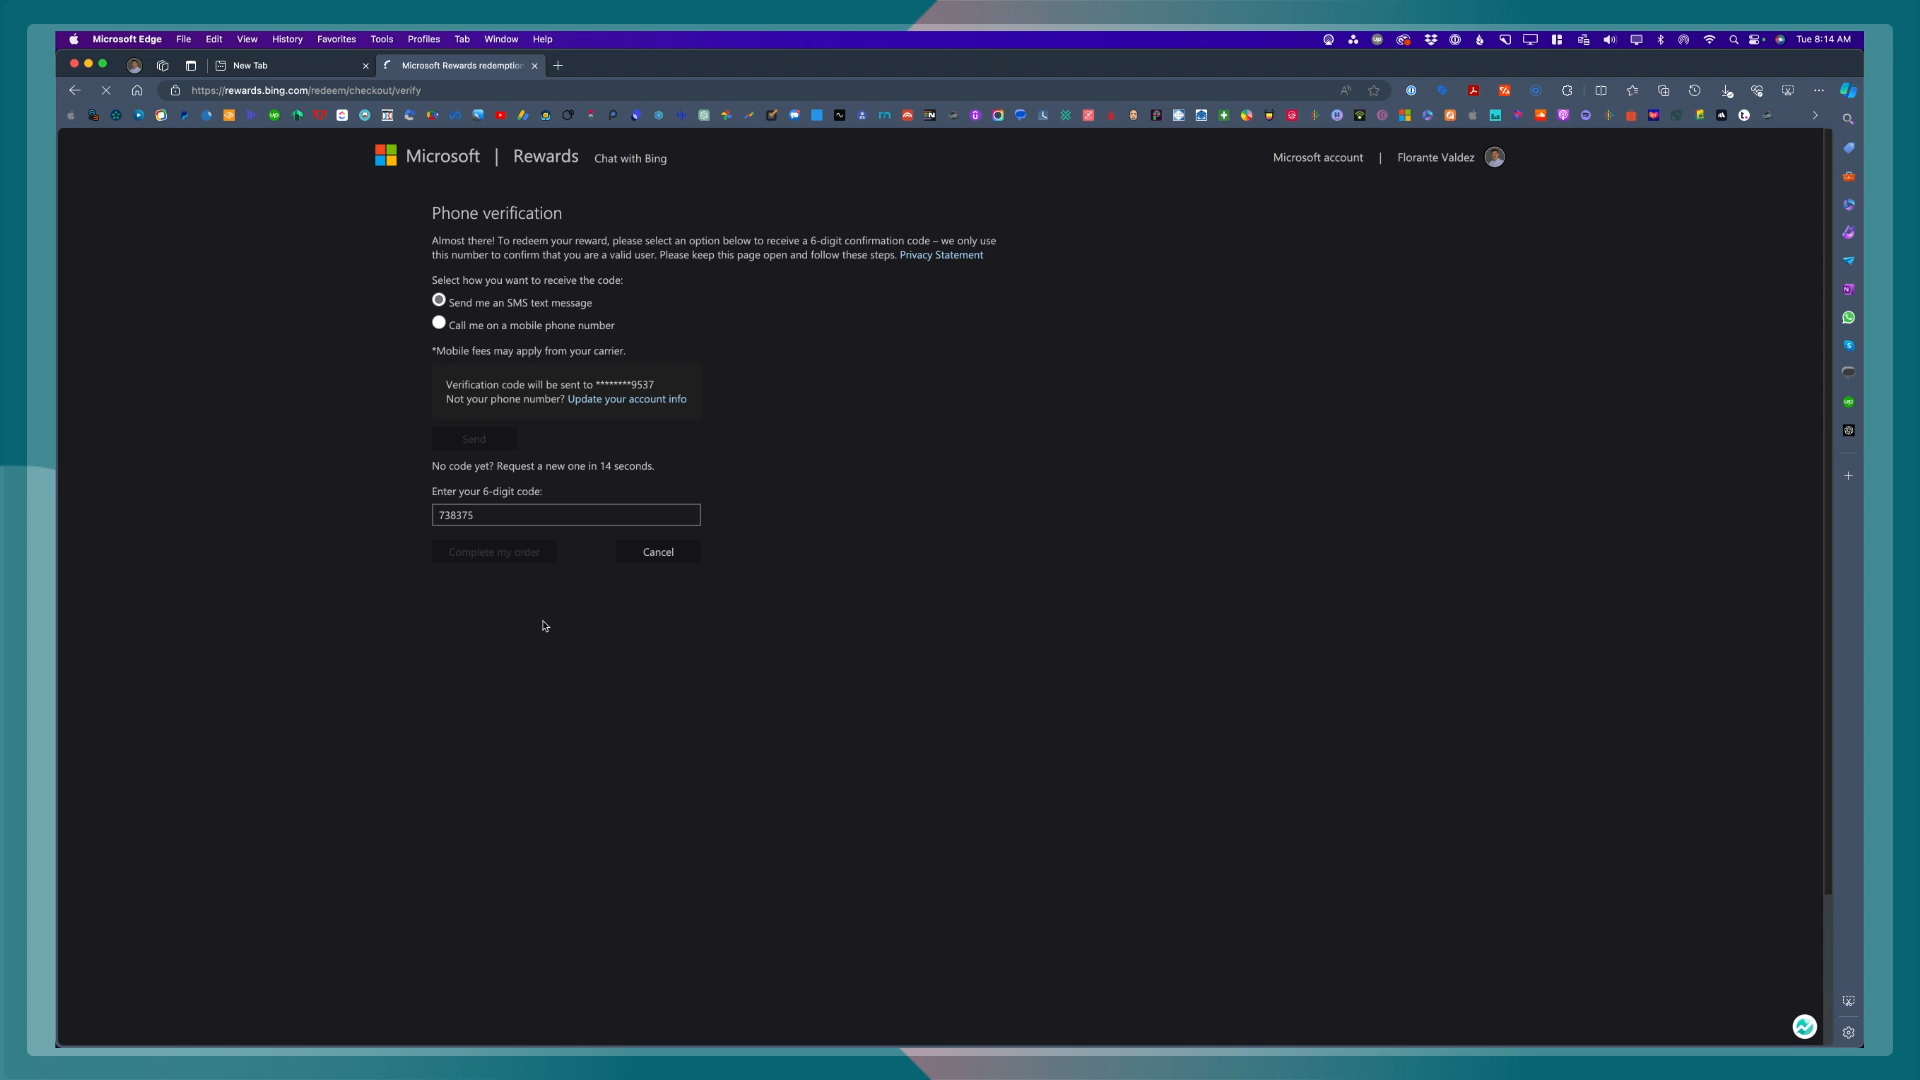 Microsoft Edge File Edit View History Favorites Tools Profiles Tab Window Help Tue 8:14 AM
New Tab Microsoft Rewards redemption
https://rewards.bing.com/redeem/checkout/verify
Microsoft | Rewards Chat with Bing Microsoft account | Florante Valdez
Phone verification
Almost there! To redeem your reward, please select an option below to receive a 6-digit confirmation code – we only use
this number to confirm that you are a valid user. Please keep this page open and follow these steps. Privacy Statement
Select how you want to receive the code:
Send me an SMS text message
Call me on a mobile phone number
*Mobile fees may apply from your carrier.
Verification code will be sent to ********9537
Not your phone number? Update your account info
Send
No code yet? Request a new one in 14 seconds.
Enter your 6-digit code:
738375
Complete my order Cancel